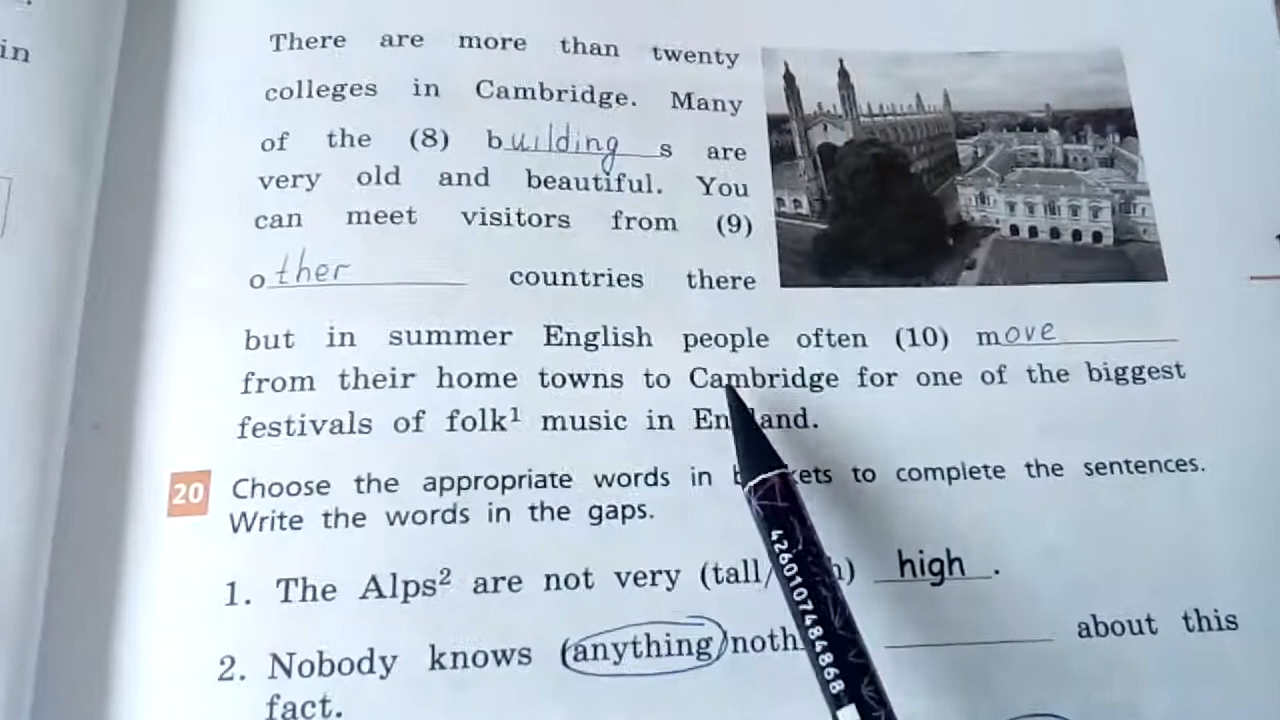 in
There are more than twenty
colleges in Cambridge. Many
of the (8) buildings are
very old and beautiful. You
can meet visitors from (9)
other countries there
but in summer English people often (10) move
from their home towns to Cambridge for one of the biggest
festivals of folk¹ music in England.
20 Choose the appropriate words in to complete the sentences.
Write the words in the gaps.
1. The Alps² are not very (tall/ high .
2. Nobody knows (anything/ about this
fact.
4260107484868